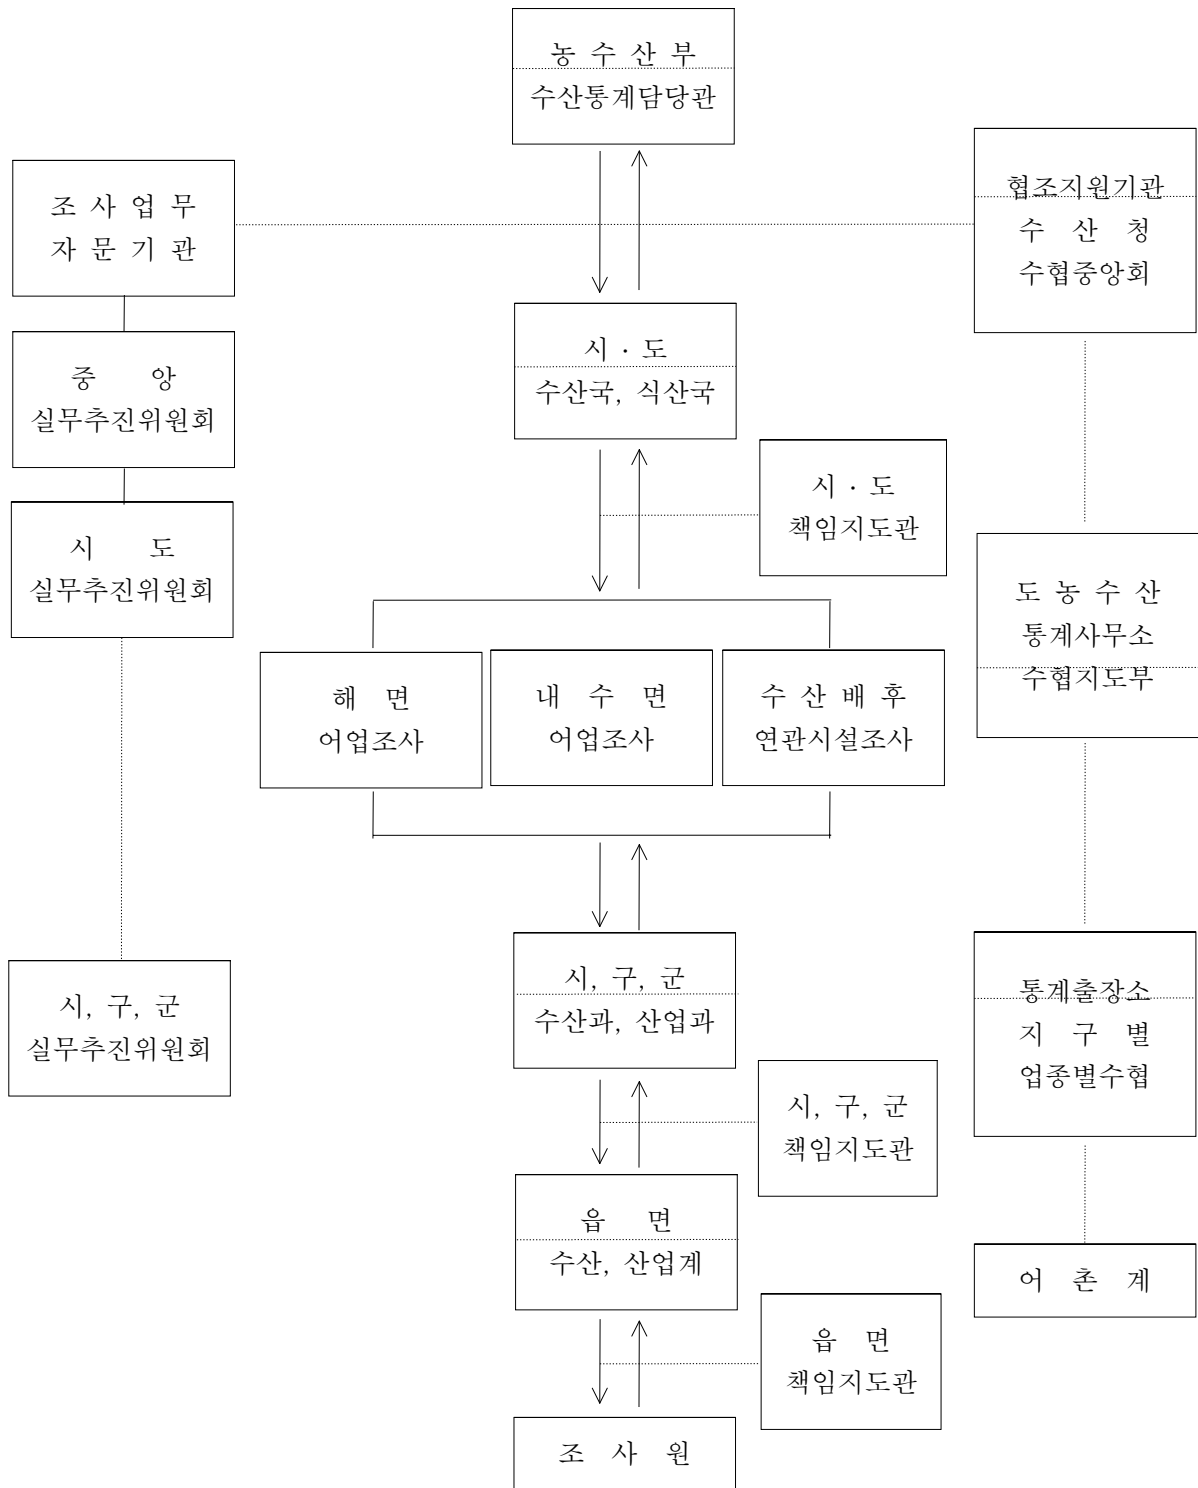 농 수 산 부
수산통계담당관
조 사 업 무
자 문 기 관
협조지원기관
수 산 청
수협중앙회
시 · 도
수산국, 식산국
중 앙
실무추진위원회
시 · 도
책임지도관
시 도
실무추진위원회
도 농 수 산
통계사무소
수협지도부
해 면
어업조사
내 수 면
어업조사
수 산 배 후
연관시설조사
시, 구, 군
수산과, 산업과
시, 구, 군
실무추진위원회
통계출장소
지 구 별
업종별수협
시, 구, 군
책임지도관
읍 면
수산, 산업계
어 촌 계
읍 면
책임지도관
조 사 원